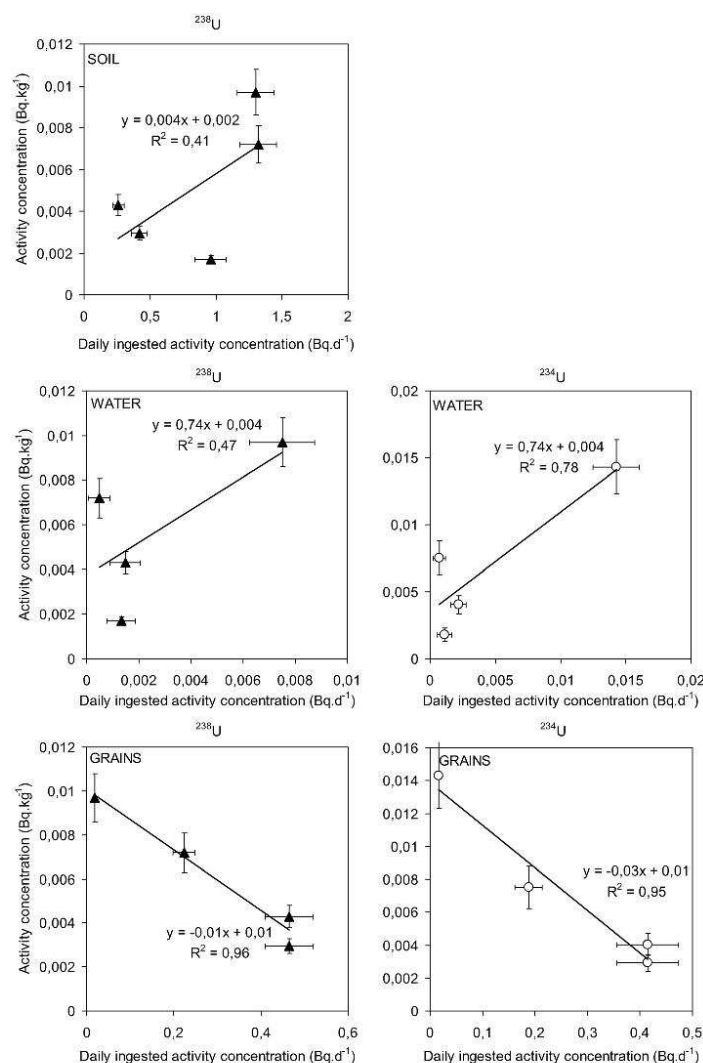 ²³⁸U
SOIL
Activity concentration (Bq.kg⁻¹)
0,012
0,01
0,008
0,006
0,004
0,002
0
y = 0,004x + 0,002
R² = 0,41
0
0,5
1
1,5
2
Daily ingested activity concentration (Bq.d⁻¹)
²³⁸U
WATER
Activity concentration (Bq.kg⁻¹)
0,012
0,01
0,008
0,006
0,004
0,002
0
y = 0,74x + 0,004
R² = 0,47
0
0,002
0,004
0,006
0,008
0,01
Daily ingested activity concentration (Bq.d⁻¹)
²³⁴U
WATER
0,02
0,015
0,01
0,005
0
y = 0,74x + 0,004
R² = 0,78
0
0,005
0,01
0,015
0,02
Daily ingested activity concentration (Bq.d⁻¹)
²³⁸U
GRAINS
Activity concentration (Bq.kg⁻¹)
0,012
0,01
0,008
0,006
0,004
0,002
0
y = -0,01x + 0,01
R² = 0,96
0
0,2
0,4
0,6
Daily ingested activity concentration (Bq.d⁻¹)
²³⁴U
GRAINS
0,016
0,014
0,012
0,01
0,008
0,006
0,004
0,002
0
y = -0,03x + 0,01
R² = 0,95
0
0,1
0,2
0,3
0,4
0,5
Daily ingested activity concentration (Bq.d⁻¹)